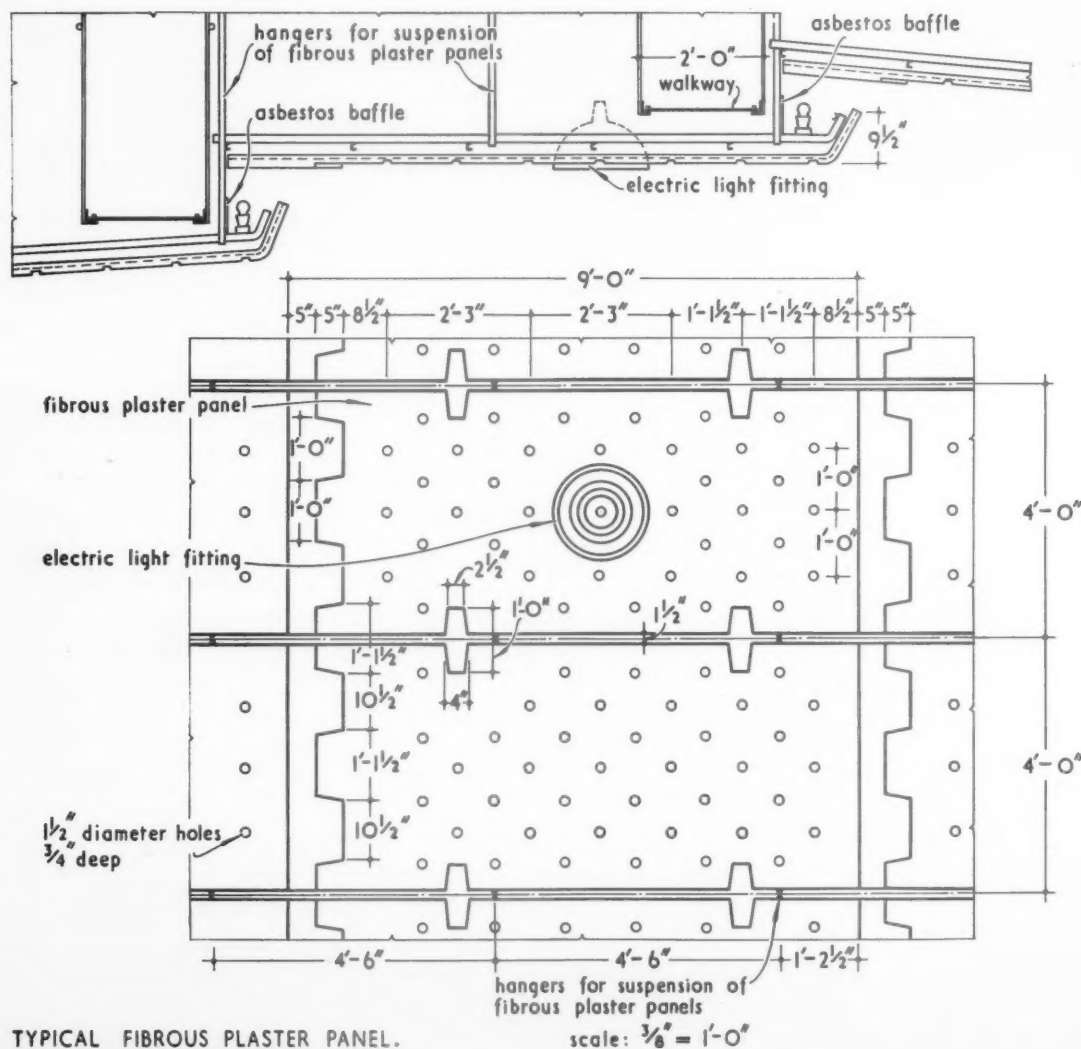 hangers for suspension
of fibrous plaster panels
asbestos baffle
2'-0"
walkway
asbestos baffle
9½"
electric light fitting
9'-0"
5" 5" 8½" 2'-3" 2'-3" 1'-1½" 1'-1½" 8½" 5" 5"
fibrous plaster panel
1'-0"
1'-0"
1'-0"
1'-0"
4'-0"
electric light fitting
2½"
1'-0"
1½"
1'-1½"
10½"
4"
1'-1½"
10½"
4'-0"
1½" diameter holes
¾" deep
4'-6" 4'-6" 1'-2½"
hangers for suspension of
fibrous plaster panels
TYPICAL FIBROUS PLASTER PANEL. scale: ⅜" = 1'-0"